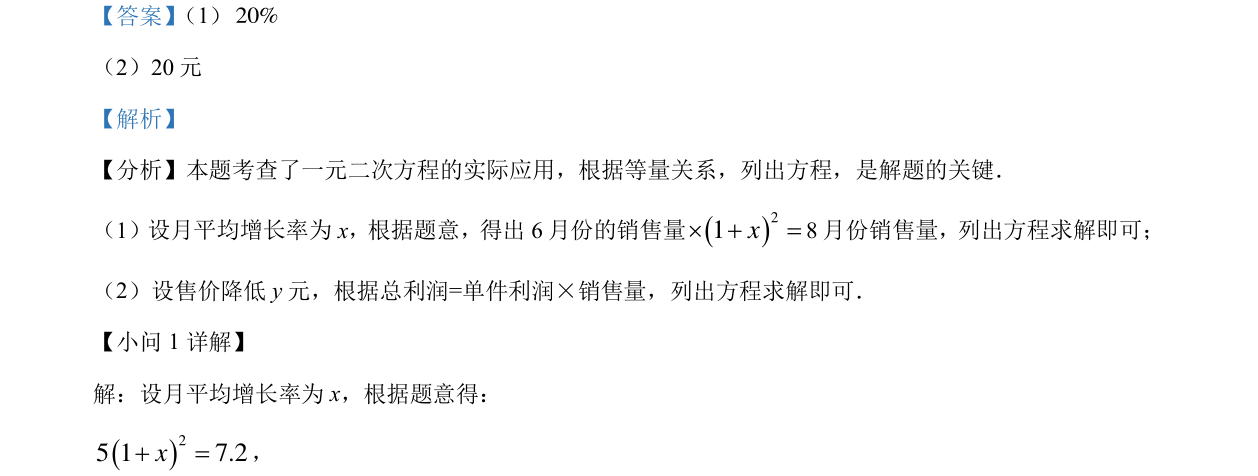 【答案】（1） 20%
（2）20 元
【解析】
【分析】本题考查了一元二次方程的实际应用，根据等量关系，列出方程，是解题的关键．
（1）设月平均增长率为 x，根据题意，得出 6 月份的销售量×(1+x)² =8 月份销售量，列出方程求解即可；
（2）设售价降低 y 元，根据总利润=单件利润×销售量，列出方程求解即可．
【小问 1 详解】
解：设月平均增长率为 x，根据题意得：
5(1+x)² =7.2，